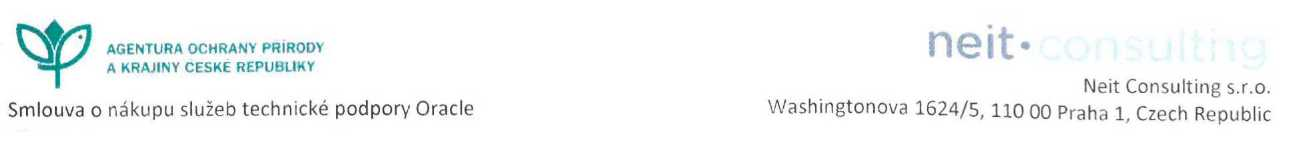 AGENTURA OCHRANY PŘÍRODY
A KRAJINY ČESKÉ REPUBLIKY
Smlouva o nákupu služeb technické podpory Oracle
neit·consulting
Neit Consulting s.r.o.
Washingtonova 1624/5, 110 00 Praha 1, Czech Republic